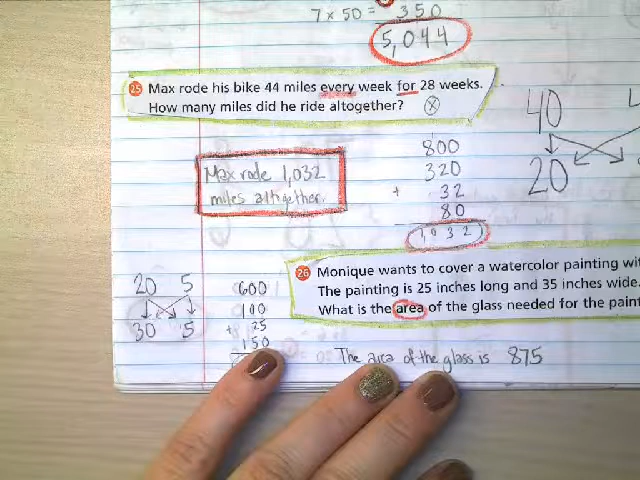 7 x 50 = 350
5,044
25 Max rode his bike 44 miles every week for 28 weeks.
How many miles did he ride altogether? ⓧ
40
20
Max rode 1,032
miles altogether.
800
320
+ 32
80
1,032
26 Monique wants to cover a watercolor painting
The painting is 25 inches long and 35 inches wide.
What is the area of the glass needed for the
20 5
30 5
600
100
+ 25
150
The area of the glass is 875